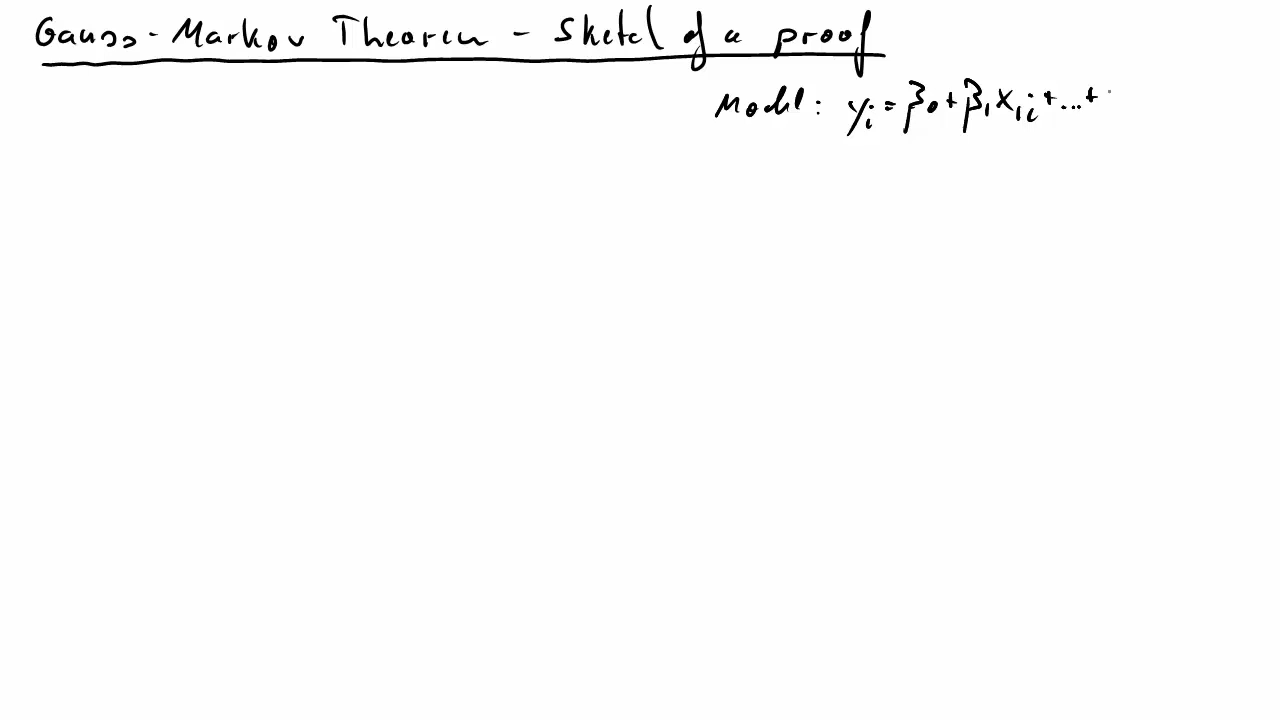 Gauss-Markov Theorem - Sketch of a proof
Model: yᵢ = β₀ + β₁x₁ᵢ + ... +